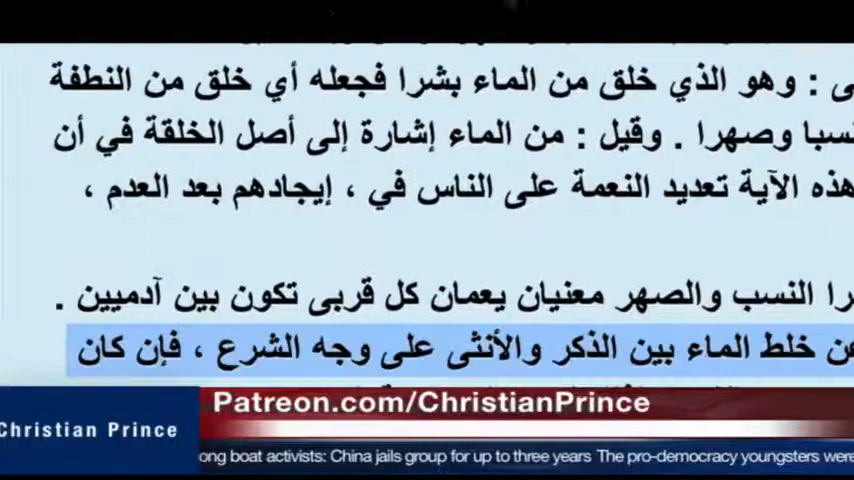 : وهو الذي خلق من الماء بشرا فجعله أي خلق من النطفة
نسبا وصهرا . وقيل : من الماء إشارة إلى أصل الخلقة في أن
هذه الآية تعديد النعمة على الناس في ، إيجادهم بعد العدم ،
النسب والصهر معنيان يعمان كل قربى تكون بين آدميين .
خلط الماء بين الذكر والأنثى على وجه الشرع ، فإن كان
Patreon.com/ChristianPrince
Christian Prince
ong boat activists: China jails group for up to three years The pro-democracy youngsters were